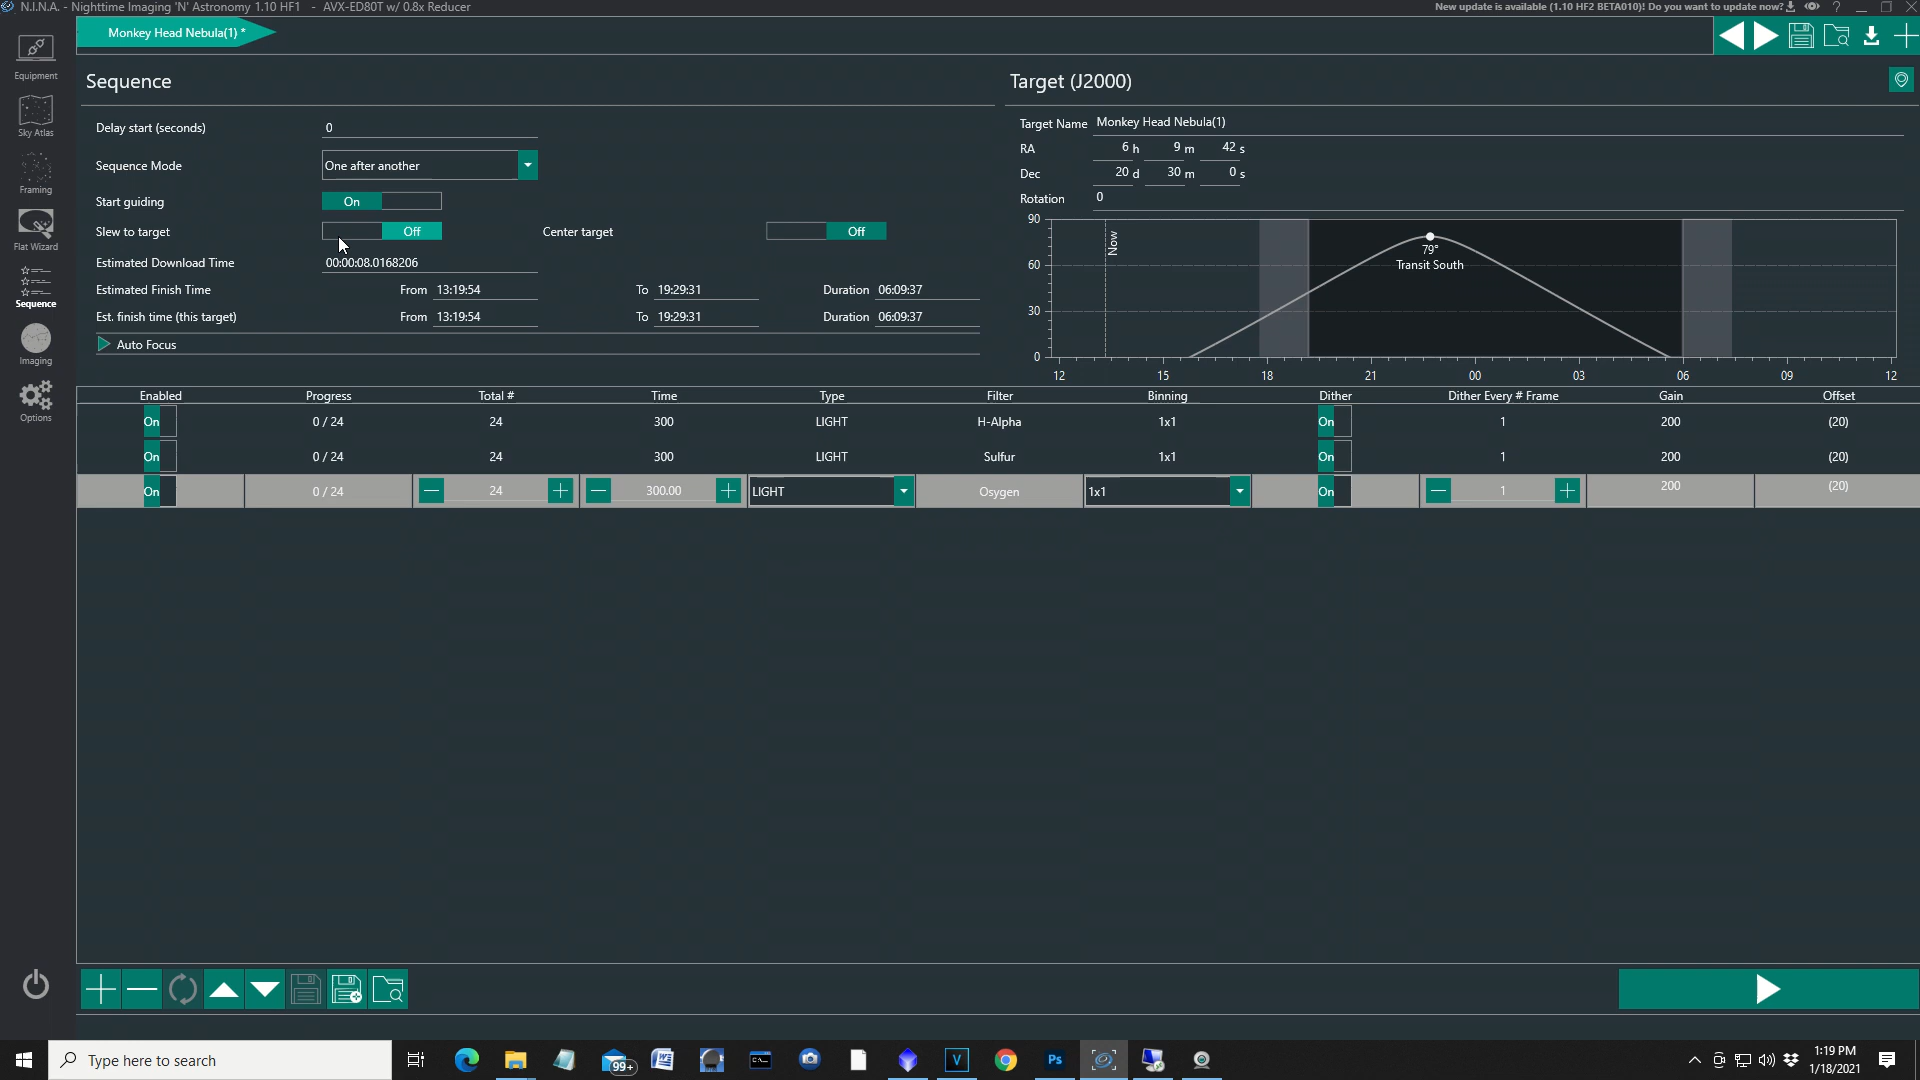 N.I.N.A. - Nighttime Imaging 'N' Astronomy 1.10 HF1 - AVX-ED80T w/ 0.8x Reducer
New update is available (1.10 HF2 BETA010)! Do you want to update now?
Monkey Head Nebula(1) *
Equipment
Sky Atlas
Framing
Flat Wizard
Sequence
Imaging
Options
Sequence
Delay start (seconds) 0
Sequence Mode One after another
Start guiding On
Slew to target Off Center target Off
Estimated Download Time 00:00:08.0168206
Estimated Finish Time From 13:19:54 To 19:29:31 Duration 06:09:37
Est. finish time (this target) From 13:19:54 To 19:29:31 Duration 06:09:37
Auto Focus
Target (J2000)
Target Name Monkey Head Nebula(1)
RA 6 h 9 m 42 s
Dec 20 d 30 m 0 s
Rotation 0
90
60
30
0
Now
79°
Transit South
12 15 18 21 00 03 06 09 12
Enabled Progress Total # Time Type Filter Binning Dither Dither Every # Frame Gain Offset
On 0 / 24 24 300 LIGHT H-Alpha 1x1 On 1 200 (20)
On 0 / 24 24 300 LIGHT Sulfur 1x1 On 1 200 (20)
On 0 / 24 24 300.00 LIGHT Osygen 1x1 On 1 200 (20)
Type here to search
99+
W
V
Ps
1:19 PM
1/18/2021